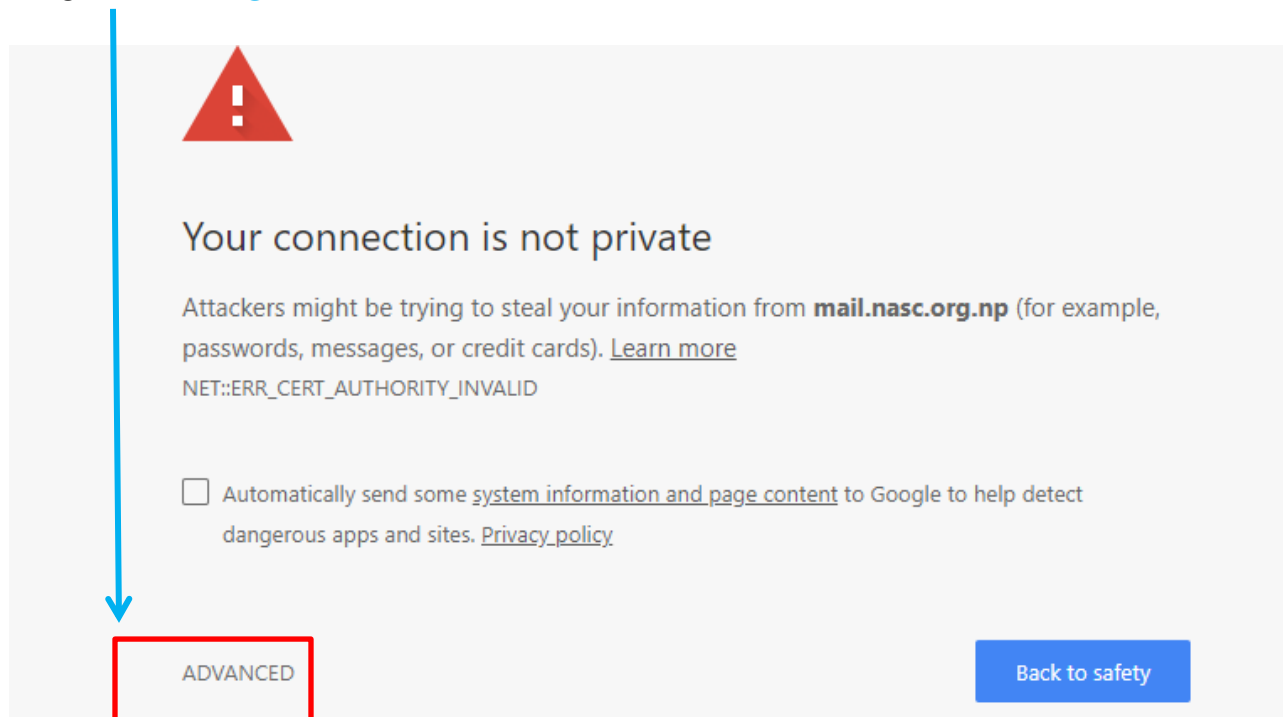 Your connection is not private
Attackers might be trying to steal your information from mail.nasc.org.np (for example,
passwords, messages, or credit cards). Learn more
NET::ERR_CERT_AUTHORITY_INVALID
Automatically send some system information and page content to Google to help detect
dangerous apps and sites. Privacy policy
ADVANCED
Back to safety